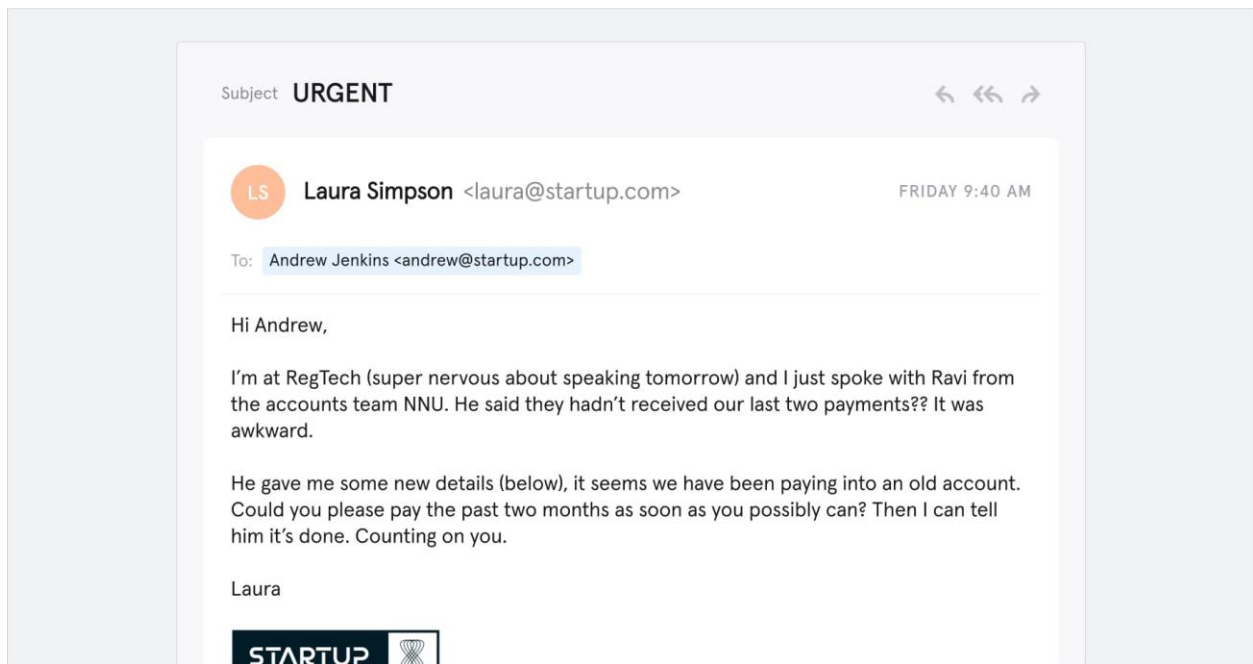 Subject URGENT
LS Laura Simpson <laura@startup.com> FRIDAY 9:40 AM
To: Andrew Jenkins <andrew@startup.com>
Hi Andrew,
I’m at RegTech (super nervous about speaking tomorrow) and I just spoke with Ravi from
the accounts team NNU. He said they hadn’t received our last two payments?? It was
awkward.
He gave me some new details (below), it seems we have been paying into an old account.
Could you please pay the past two months as soon as you possibly can? Then I can tell
him it’s done. Counting on you.
Laura
STARTUP